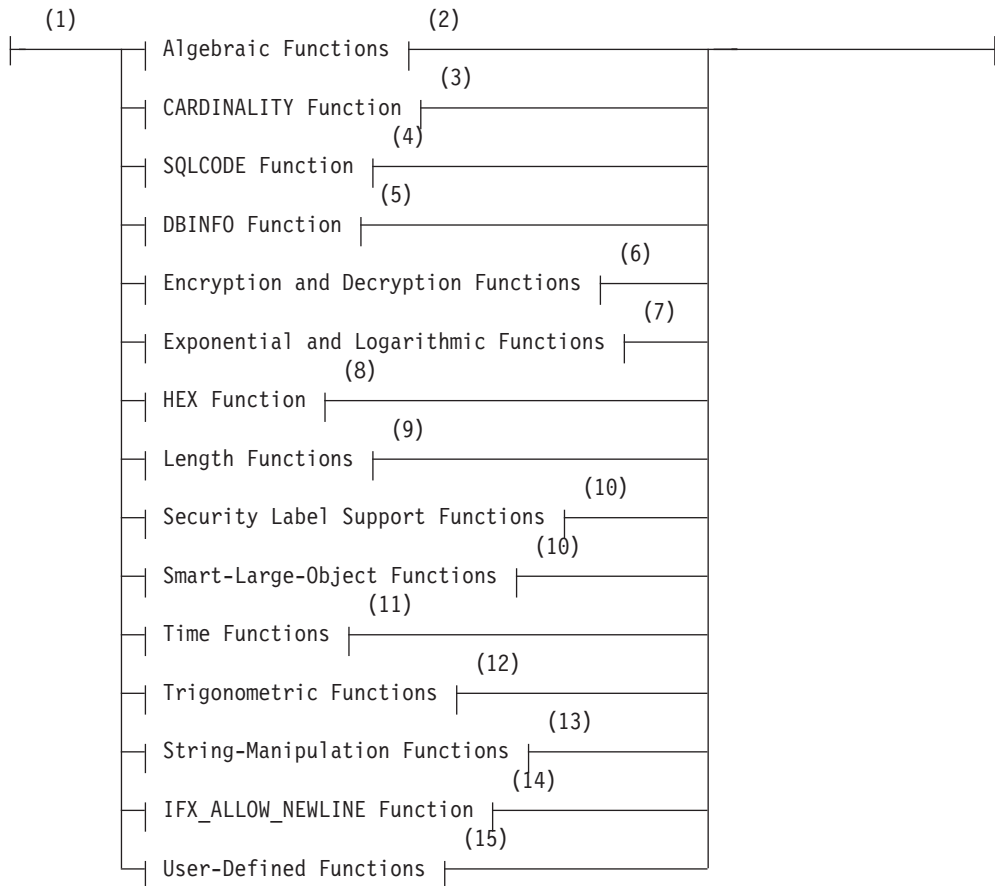 (1) (2)
Algebraic Functions
(3)
CARDINALITY Function
(4)
SQLCODE Function
(5)
DBINFO Function
(6)
Encryption and Decryption Functions
(7)
Exponential and Logarithmic Functions
(8)
HEX Function
(9)
Length Functions
(10)
Security Label Support Functions
(10)
Smart-Large-Object Functions
(11)
Time Functions
(12)
Trigonometric Functions
(13)
String-Manipulation Functions
(14)
IFX_ALLOW_NEWLINE Function
(15)
User-Defined Functions